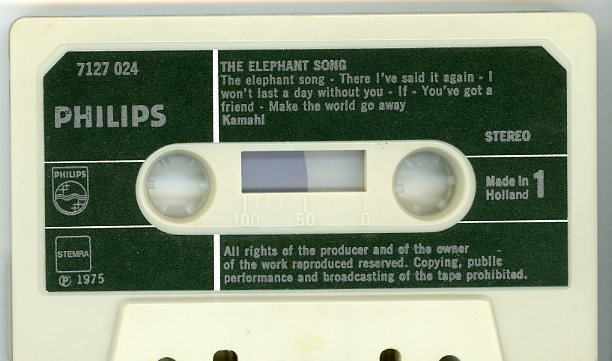 7127 024
PHILIPS
THE ELEPHANT SONG
The elephant song - There I've said it again - I
won't last a day without you - If - You've got a
friend - Make the world go away
Kamahl
STEREO
PHILIPS
Made in
Holland 1
100 50 0
STEMRA
℗ 1975
All rights of the producer and of the owner
of the work reproduced reserved. Copying, public
performance and broadcasting of the tape prohibited.